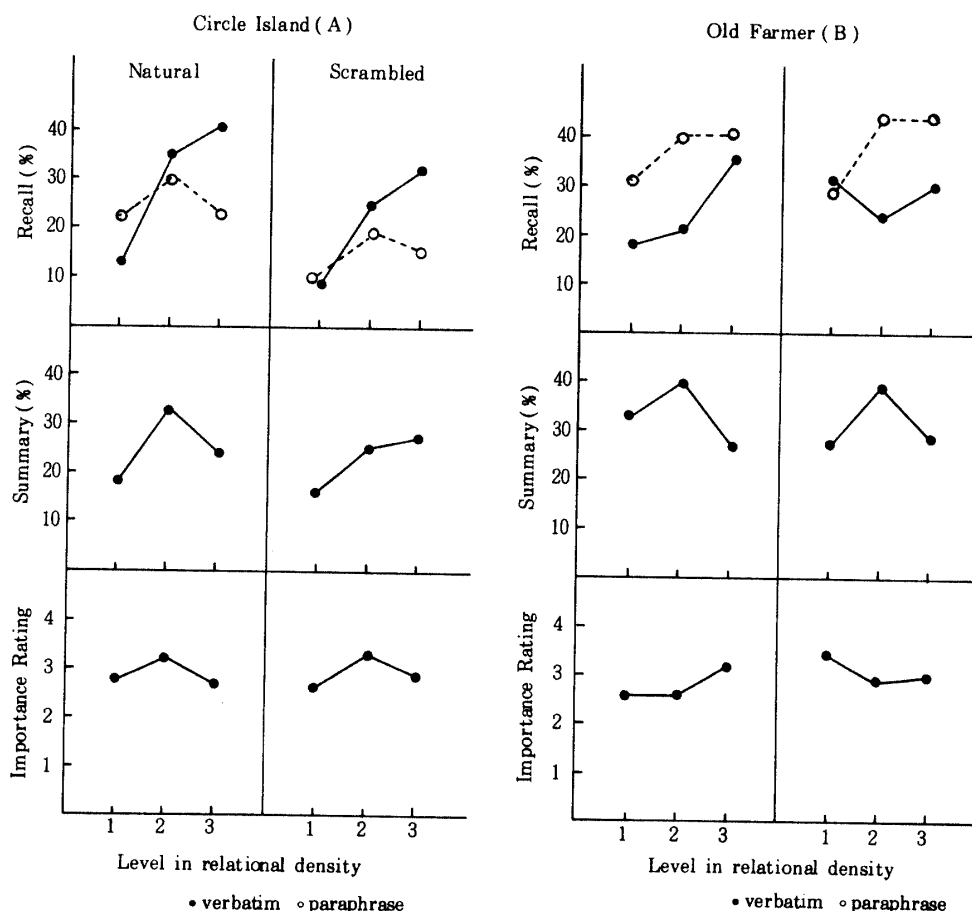 Circle Island (A)
Natural
Scrambled
Recall (%)
40
30
20
10
Summary (%)
40
30
20
10
Importance Rating
4
3
2
1
1 2 3
1 2 3
Level in relational density
• verbatim ○ paraphrase
Old Farmer (B)
Recall (%)
40
30
20
10
Summary (%)
40
30
20
10
Importance Rating
4
3
2
1
1 2 3
1 2 3
Level in relational density
• verbatim ○ paraphrase